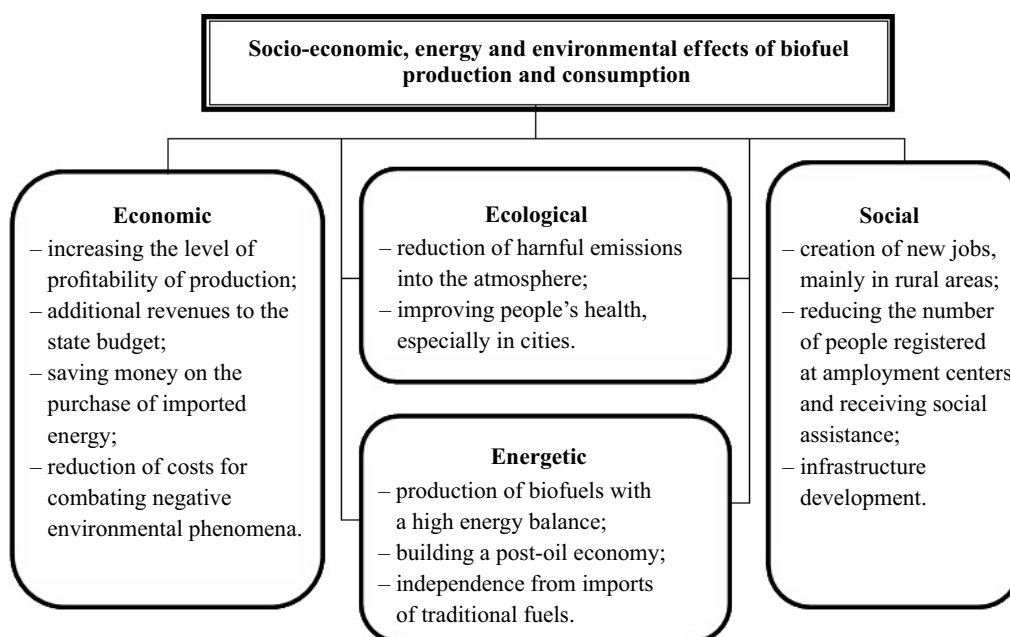 Socio-economic, energy and environmental effects of biofuel
production and consumption
Economic
– increasing the level of
profitability of production;
– additional revenues to the
state budget;
– saving money on the
purchase of imported
energy;
– reduction of costs for
combating negative
environmental phenomena.
Ecological
– reduction of harmful emissions
into the atmosphere;
– improving people’s health,
especially in cities.
Energetic
– production of biofuels with
a high energy balance;
– building a post-oil economy;
– independence from imports
of traditional fuels.
Social
– creation of new jobs,
mainly in rural areas;
– reducing the number
of people registered
at amployment centers
and receiving social
assistance;
– infrastructure
development.